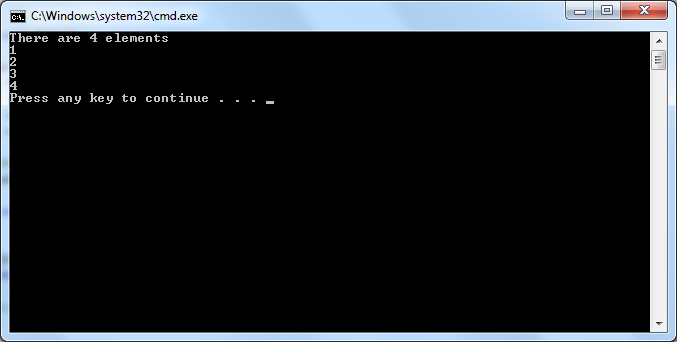 C:\Windows\system32\cmd.exe
There are 4 elements
1
2
3
4
Press any key to continue . . . _